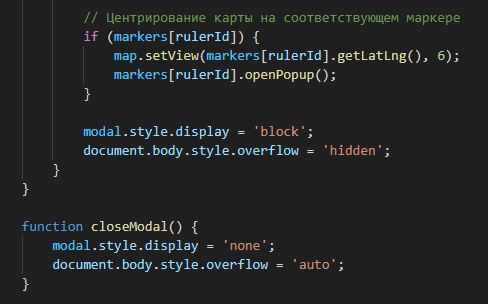 // Центрирование карты на соответствующем маркере
if (markers[rulerId]) {
map.setView(markers[rulerId].getLatLng(), 6);
markers[rulerId].openPopup();
}
modal.style.display = 'block';
document.body.style.overflow = 'hidden';
}
}
function closeModal() {
modal.style.display = 'none';
document.body.style.overflow = 'auto';
}